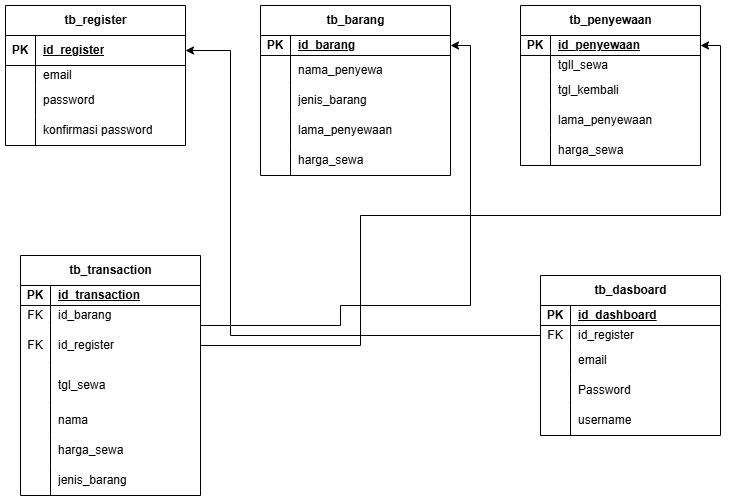 tb_register
PK id_register
email
password
konfirmasi password
tb_barang
PK id_barang
nama_penyewa
jenis_barang
lama_penyewaan
harga_sewa
tb_penyewaan
PK id_penyewaan
tgll_sewa
tgl_kembali
lama_penyewaan
harga_sewa
tb_transaction
PK id_transaction
FK id_barang
FK id_register
tgl_sewa
nama
harga_sewa
jenis_barang
tb_dasboard
PK id_dashboard
FK id_register
email
Password
username